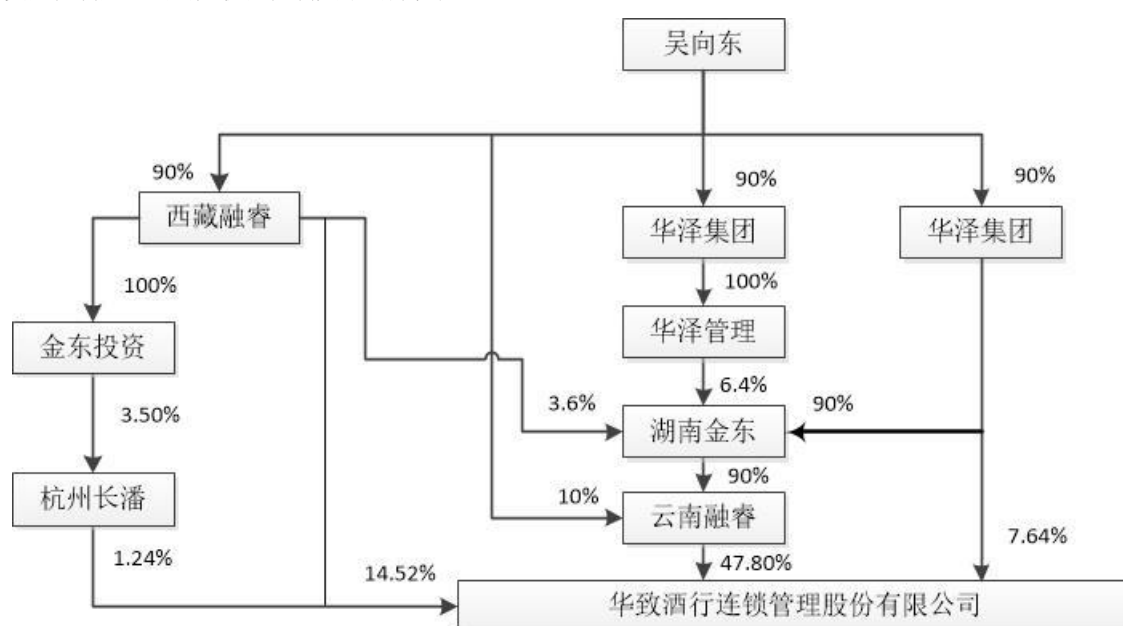 吴向东
90%
90%
90%
西藏融睿
华泽集团
华泽集团
100%
100%
金东投资
华泽管理
3.50%
6.4%
3.6%
90%
湖南金东
杭州长潘
90%
10%
云南融睿
1.24%
14.52%
47.80%
7.64%
华致酒行连锁管理股份有限公司